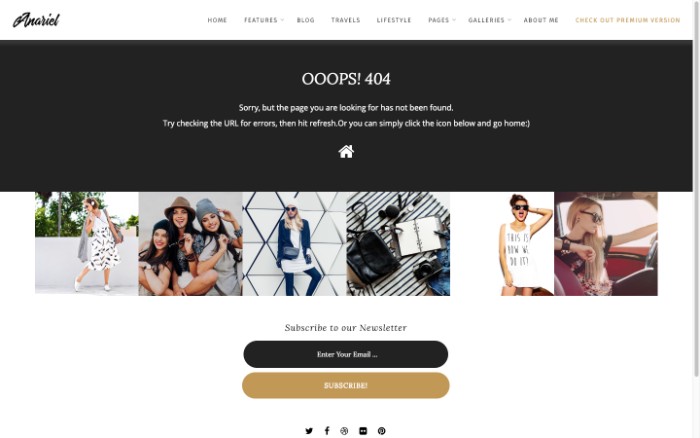 Anariel
HOME FEATURES BLOG TRAVELS LIFESTYLE PAGES GALLERIES ABOUT ME CHECK OUT PREMIUM VERSION
OOOPS! 404
Sorry, but the page you are looking for has not been found.
Try checking the URL for errors, then hit refresh.Or you can simply click the icon below and go home:)
THIS IS
HOW WE
DO IT!
Subscribe to our Newsletter
Enter Your Email ...
SUBSCRIBE!